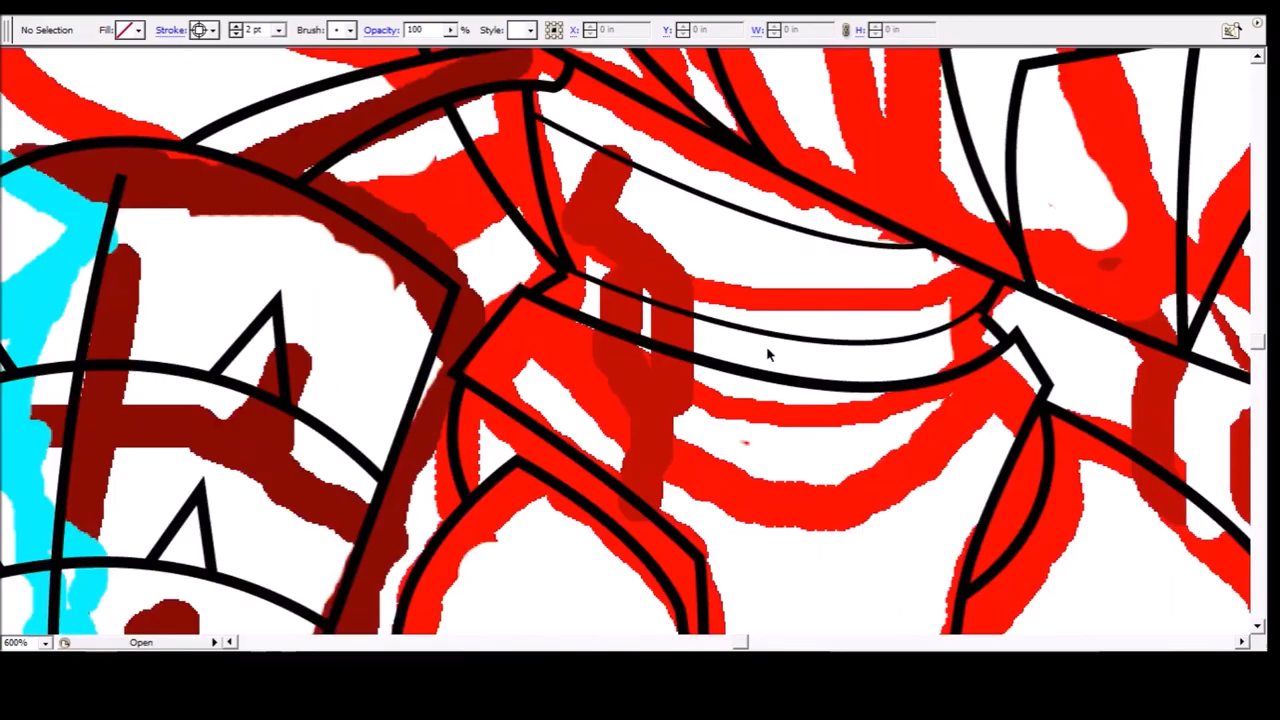 No Selection Fill: Stroke: 2 pt Brush: Opacity: 100 % Style: X: 0 in Y: 0 in W: 0 in H: 0 in
600% Open